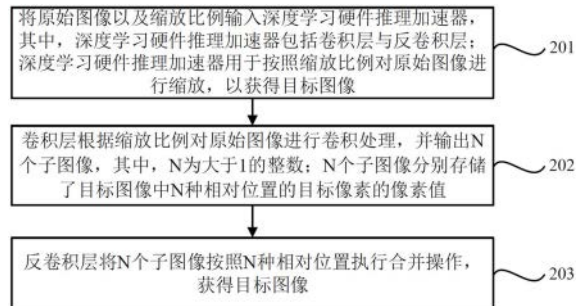 将原始图像以及缩放比例输入深度学习硬件推理加速器，
其中，深度学习硬件推理加速器包括卷积层与反卷积层；
深度学习硬件推理加速器用于按照缩放比例对原始图像进
行缩放，以获得目标图像
201
卷积层根据缩放比例对原始图像进行卷积处理，并输出N
个子图像，其中，N为大于1的整数；N个子图像分别存储
了目标图像中N种相对位置的目标像素的像素值
202
反卷积层将N个子图像按照N种相对位置执行合并操作，
获得目标图像
203